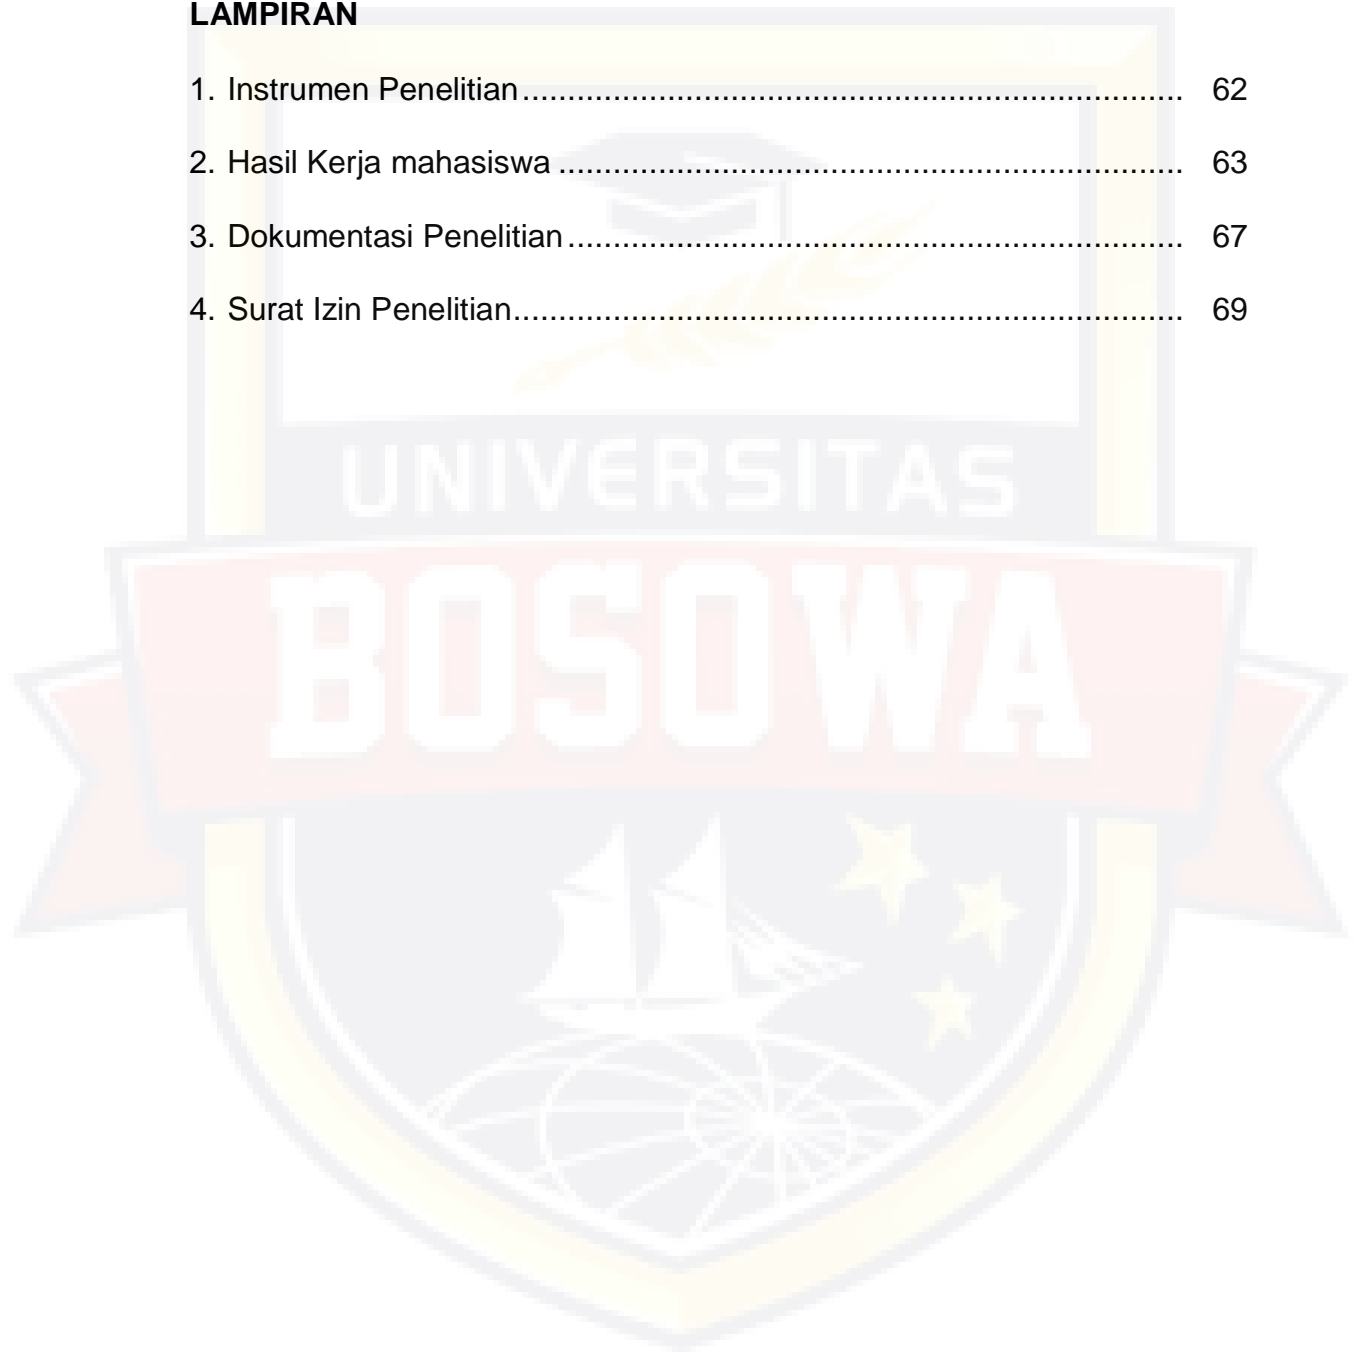 LAMPIRAN
1. Instrumen Penelitian........................................................................ 62
2. Hasil Kerja mahasiswa .................................................................... 63
3. Dokumentasi Penelitian................................................................... 67
4. Surat Izin Penelitian......................................................................... 69
UNIVERSITAS
BOSOWA